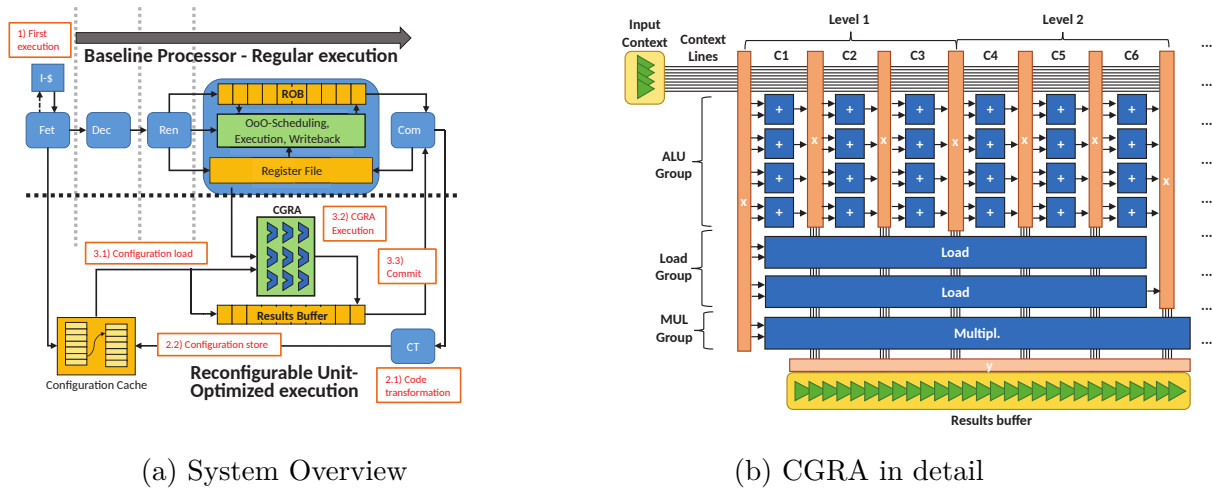 1) First
execution
Baseline Processor - Regular execution
I-$
ROB
Fet
Dec
Ren
OoO-Scheduling,
Execution, Writeback
Com
Register File
CGRA
3.2) CGRA
Execution
3.1) Configuration load
3.3)
Commit
Results Buffer
2.2) Configuration store
CT
Configuration Cache
Reconfigurable Unit-
Optimized execution
2.1) Code
transformation
(a) System Overview
Input
Context
Context
Lines
Level 1
Level 2
C1
C2
C3
C4
C5
C6
...
...
+ + + + + +
...
x x x x x
+ + + + + +
...
ALU
Group
+ + + + + +
x
...
x
+ + + + + +
...
Load
Group
Load
...
Load
...
MUL
Group
Multipl.
...
y
Results buffer
(b) CGRA in detail